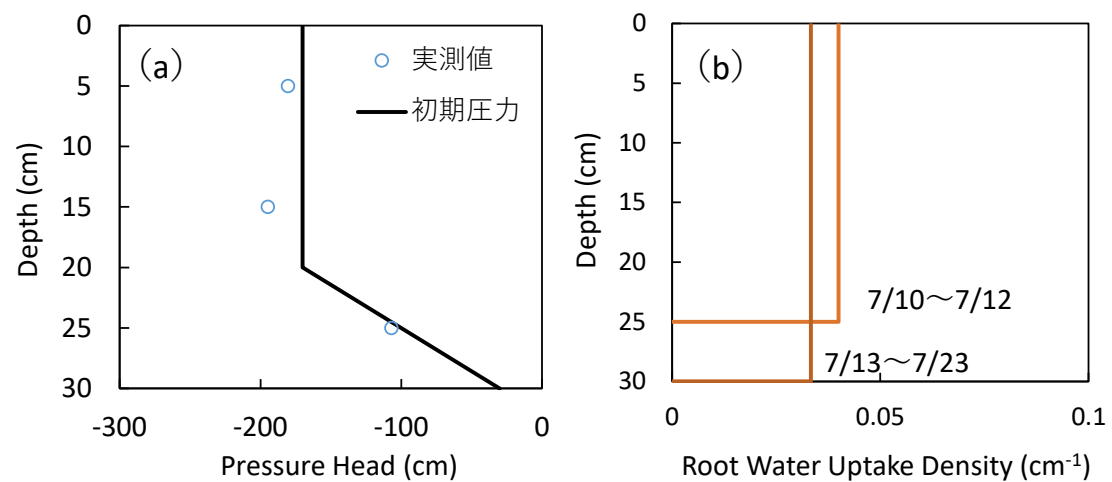 （a）
実測値
初期圧力
0
5
10
15
20
25
30
Depth (cm)
-300
-200
-100
0
Pressure Head (cm)
（b）
0
5
10
15
20
25
30
Depth (cm)
7/10～7/12
7/13～7/23
0
0.05
0.1
Root Water Uptake Density (cm-1)